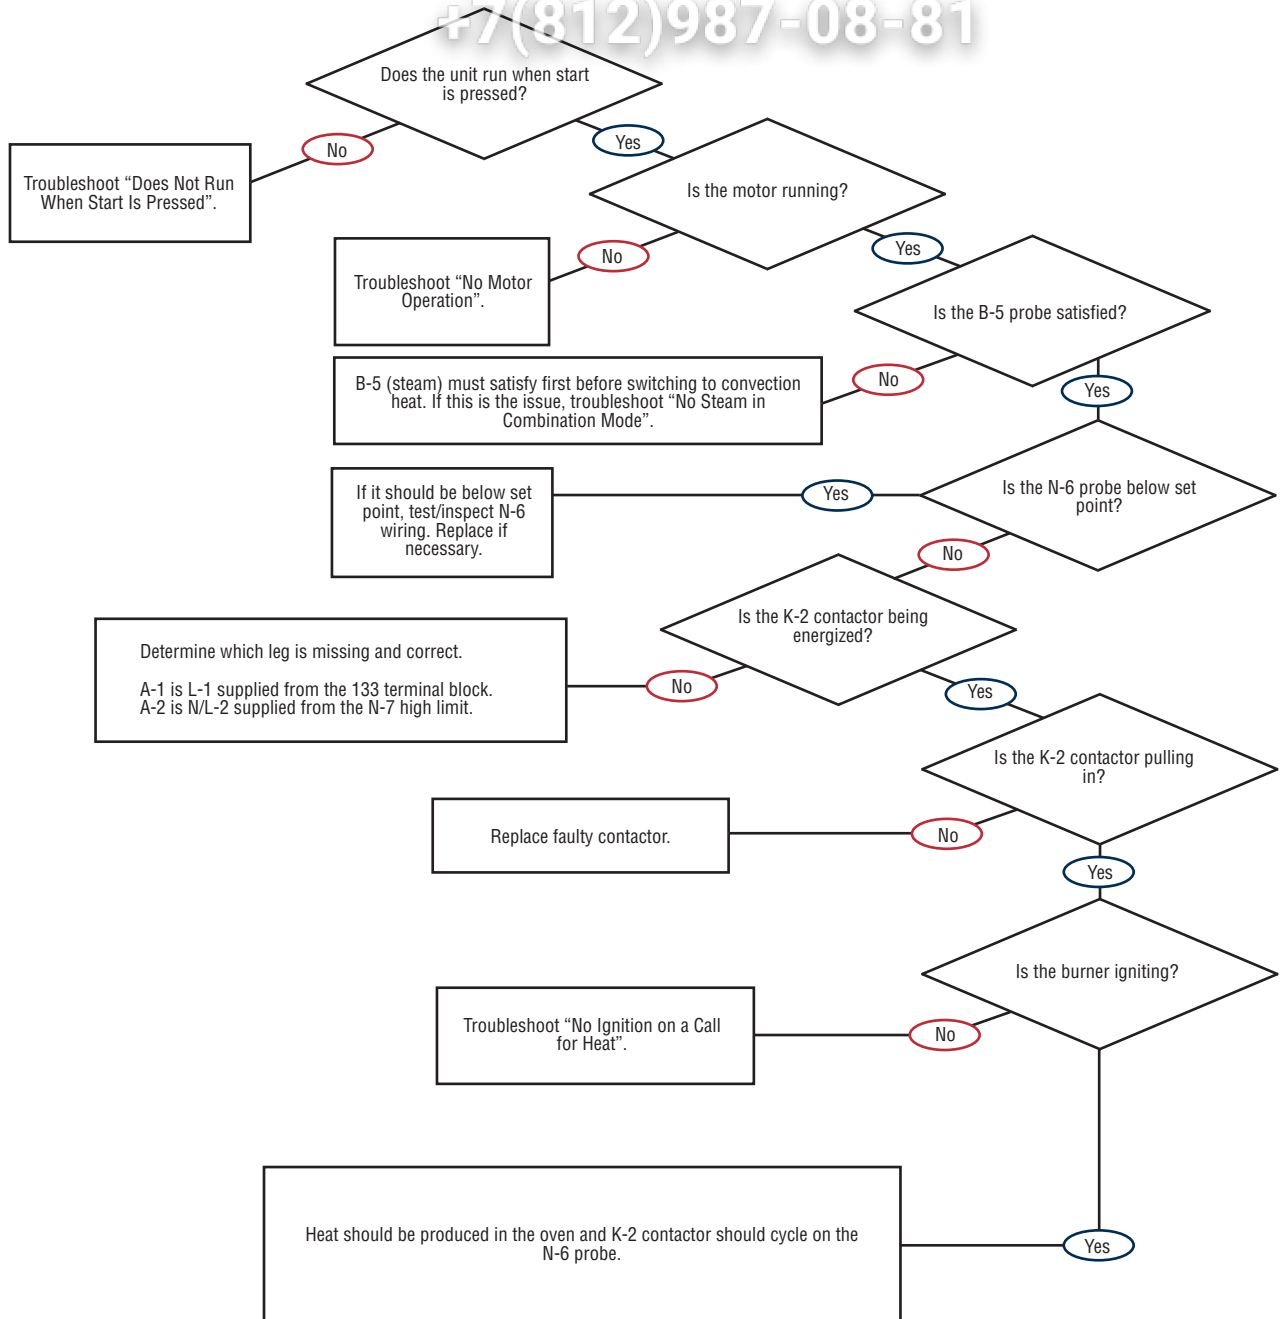 +7(812)987-08-81
Does the unit run when start
is pressed?
No
Yes
Troubleshoot “Does Not Run
When Start Is Pressed”.
Is the motor running?
No
Yes
Troubleshoot “No Motor
Operation”.
Is the B-5 probe satisfied?
No
Yes
B-5 (steam) must satisfy first before switching to convection
heat. If this is the issue, troubleshoot “No Steam in
Combination Mode”.
Is the N-6 probe below set
point?
Yes
If it should be below set
point, test/inspect N-6
wiring. Replace if
necessary.
No
Is the K-2 contactor being
energized?
No
Yes
Determine which leg is missing and correct.
A-1 is L-1 supplied from the 133 terminal block.
A-2 is N/L-2 supplied from the N-7 high limit.
Is the K-2 contactor pulling
in?
No
Replace faulty contactor.
Yes
Is the burner igniting?
No
Troubleshoot “No Ignition on a Call
for Heat”.
Yes
Heat should be produced in the oven and K-2 contactor should cycle on the
N-6 probe.